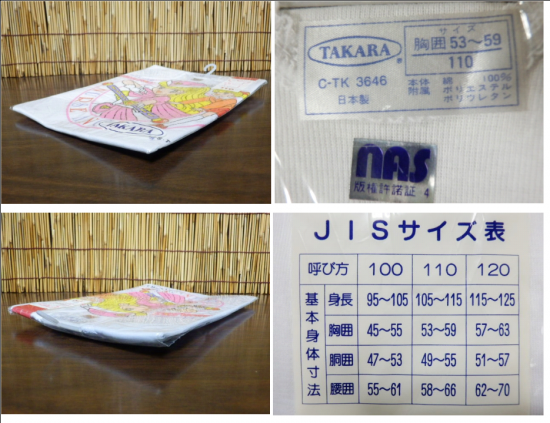 TAKARA
TAKARA
サイズ
胸囲 53～59
110
C-TK 3646
日本製
本体 綿 100%
附属 ポリエステル
ポリウレタン
nas
版権許諾証 4
JISサイズ表
呼び方 100 110 120
基本身体寸法
身長 95～105 105～115 115～125
胸囲 45～55 53～59 57～63
胴囲 47～53 49～55 51～57
腰囲 55～61 58～66 62～70